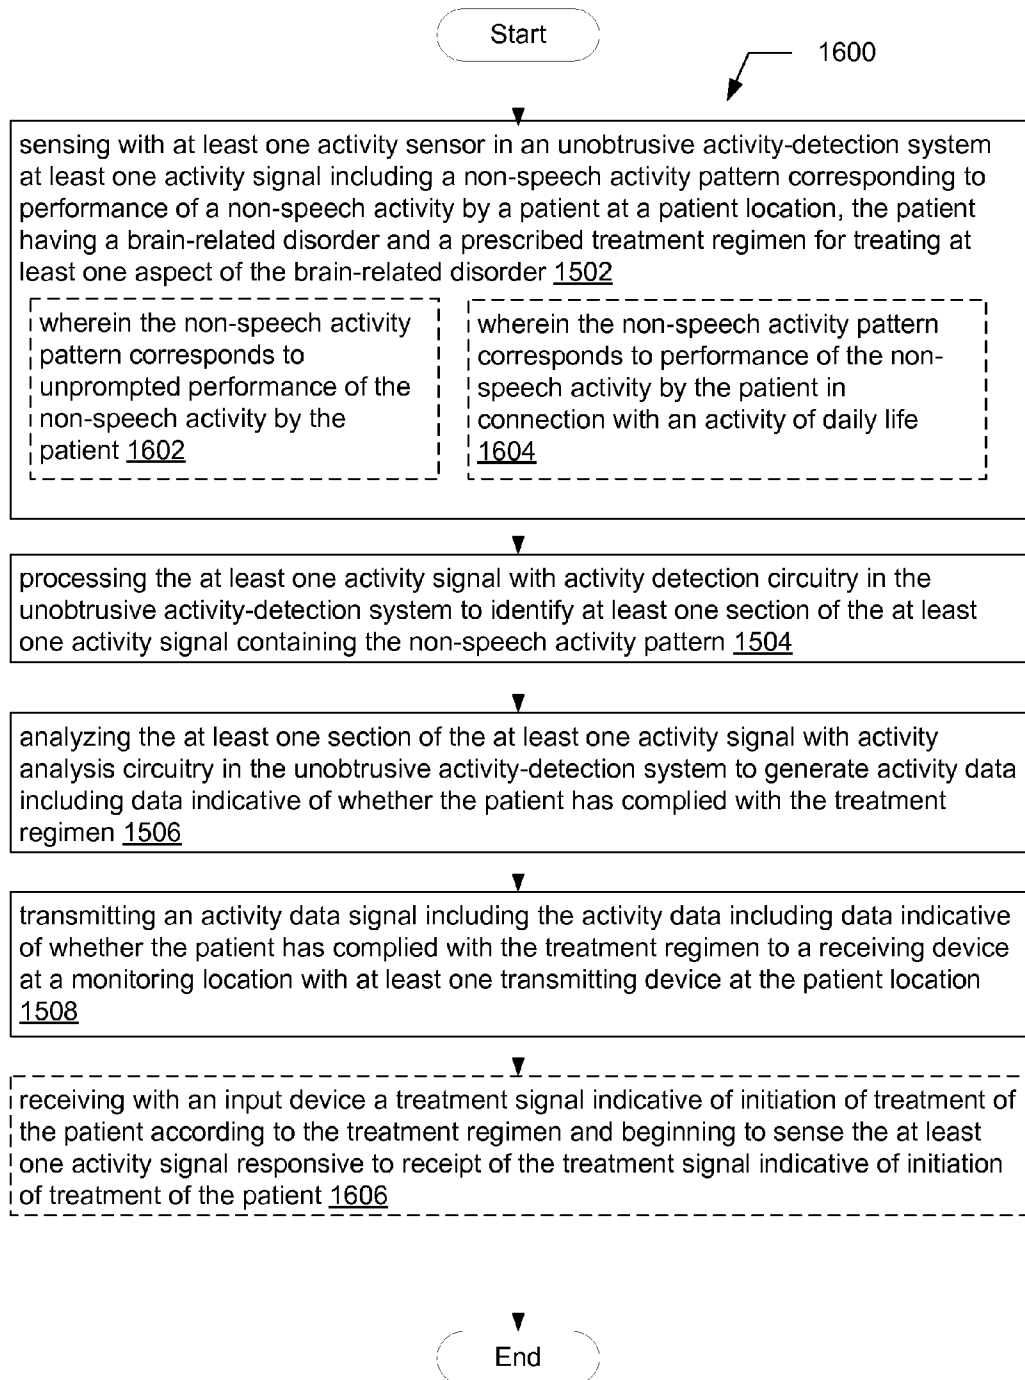 Start
1600
sensing with at least one activity sensor in an unobtrusive activity-detection system
at least one activity signal including a non-speech activity pattern corresponding to
performance of a non-speech activity by a patient at a patient location, the patient
having a brain-related disorder and a prescribed treatment regimen for treating at
least one aspect of the brain-related disorder 1502
wherein the non-speech activity
pattern corresponds to
unprompted performance of the
non-speech activity by the
patient 1602
wherein the non-speech activity pattern
corresponds to performance of the non-
speech activity by the patient in
connection with an activity of daily life
1604
processing the at least one activity signal with activity detection circuitry in the
unobtrusive activity-detection system to identify at least one section of the at least
one activity signal containing the non-speech activity pattern 1504
analyzing the at least one section of the at least one activity signal with activity
analysis circuitry in the unobtrusive activity-detection system to generate activity data
including data indicative of whether the patient has complied with the treatment
regimen 1506
transmitting an activity data signal including the activity data including data indicative
of whether the patient has complied with the treatment regimen to a receiving device
at a monitoring location with at least one transmitting device at the patient location
1508
receiving with an input device a treatment signal indicative of initiation of treatment of
the patient according to the treatment regimen and beginning to sense the at least
one activity signal responsive to receipt of the treatment signal indicative of initiation
of treatment of the patient 1606
End